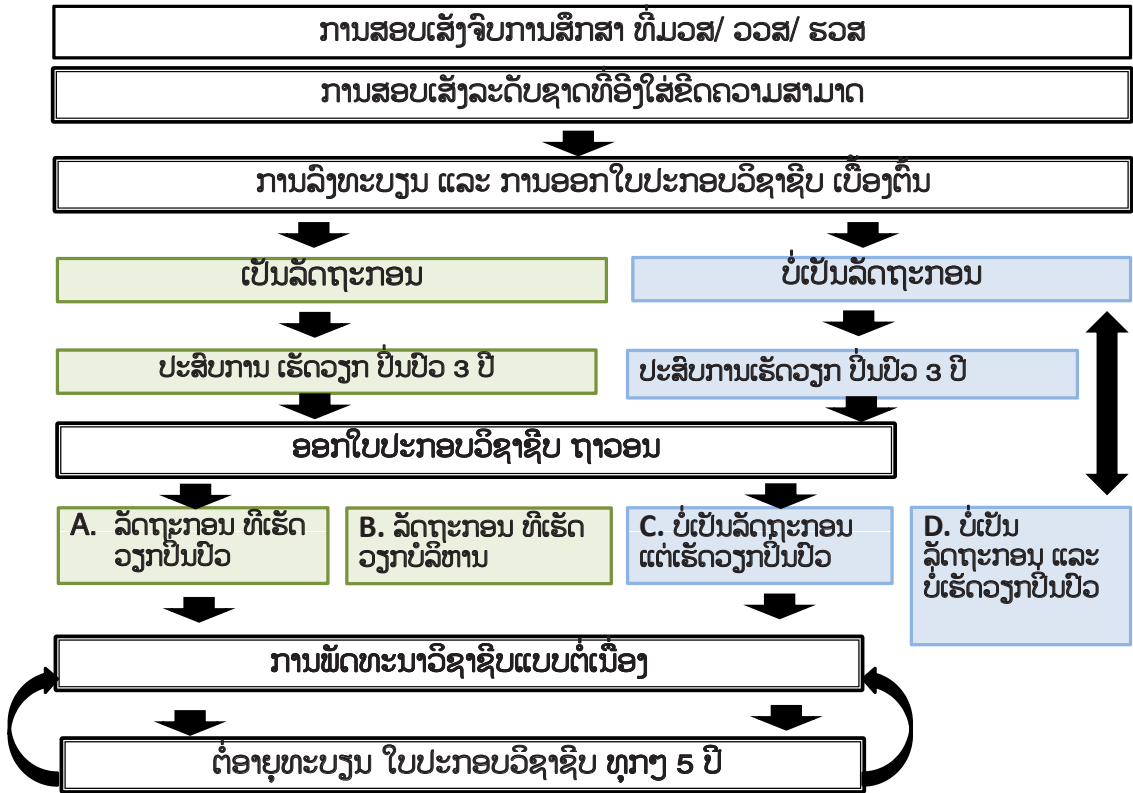 ການສອບເສັງຈົບການສຶກສາ ທີ່ມວສ/ ວວສ/ ຣວສ
ການສອບເສັງລະດັບຊາດທີ່ອີງໃສ່ຂີດຄວາມສາມາດ
ການລົງທະບຽນ ແລະ ການອອກໃບປະກອບວິຊາຊີບ ເບື້ອງຕົ້ນ
ເປັນລັດຖະກອນ
ບໍ່ເປັນລັດຖະກອນ
ປະສົບການ ເຮັດວຽກ ປິ່ນປົວ 3 ປີ
ປະສົບການເຮັດວຽກ ປິ່ນປົວ 3 ປີ
ອອກໃບປະກອບວິຊາຊີບ ຖາວອນ
A. ລັດຖະກອນ ທີເຮັດ
ວຽກປິ່ນປົວ
B. ລັດຖະກອນ ທີເຮັດ
ວຽກບໍລິຫານ
C. ບໍ່ເປັນລັດຖະກອນ
ແຕ່ເຮັດວຽກປິ່ນປົວ
D. ບໍ່ເປັນ
ລັດຖະກອນ ແລະ
ບໍ່ເຮັດວຽກປິ່ນປົວ
ການພັດທະນາວິຊາຊີບແບບຕໍ່ເນື່ອງ
ຕໍ່ອາຍຸທະບຽນ ໃບປະກອບວິຊາຊີບ ທຸກໆ 5 ປີ